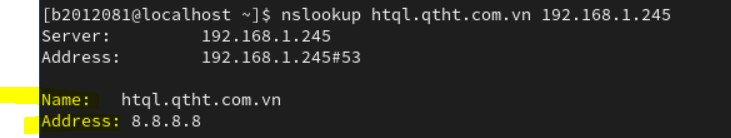 [b2012081@localhost ~]$ nslookup htql.qtht.com.vn 192.168.1.245
Server: 192.168.1.245
Address: 192.168.1.245#53
Name: htql.qtht.com.vn
Address: 8.8.8.8